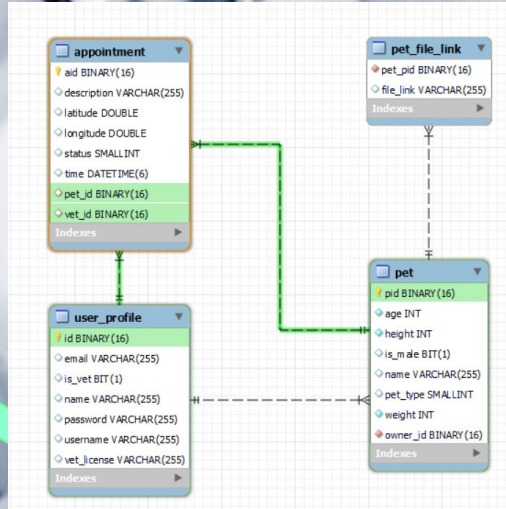 appointment
aid BINARY(16)
description VARCHAR(255)
latitude DOUBLE
longitude DOUBLE
status SMALLINT
time DATETIME(6)
pet_id BINARY(16)
vet_id BINARY(16)
Indexes
pet_file_link
pet_pid BINARY(16)
file_link VARCHAR(255)
Indexes
user_profile
id BINARY(16)
email VARCHAR(255)
is_vet BIT(1)
name VARCHAR(255)
password VARCHAR(255)
username VARCHAR(255)
vet_license VARCHAR(255)
Indexes
pet
pid BINARY(16)
age INT
height INT
is_male BIT(1)
name VARCHAR(255)
pet_type SMALLINT
weight INT
owner_id BINARY(16)
Indexes